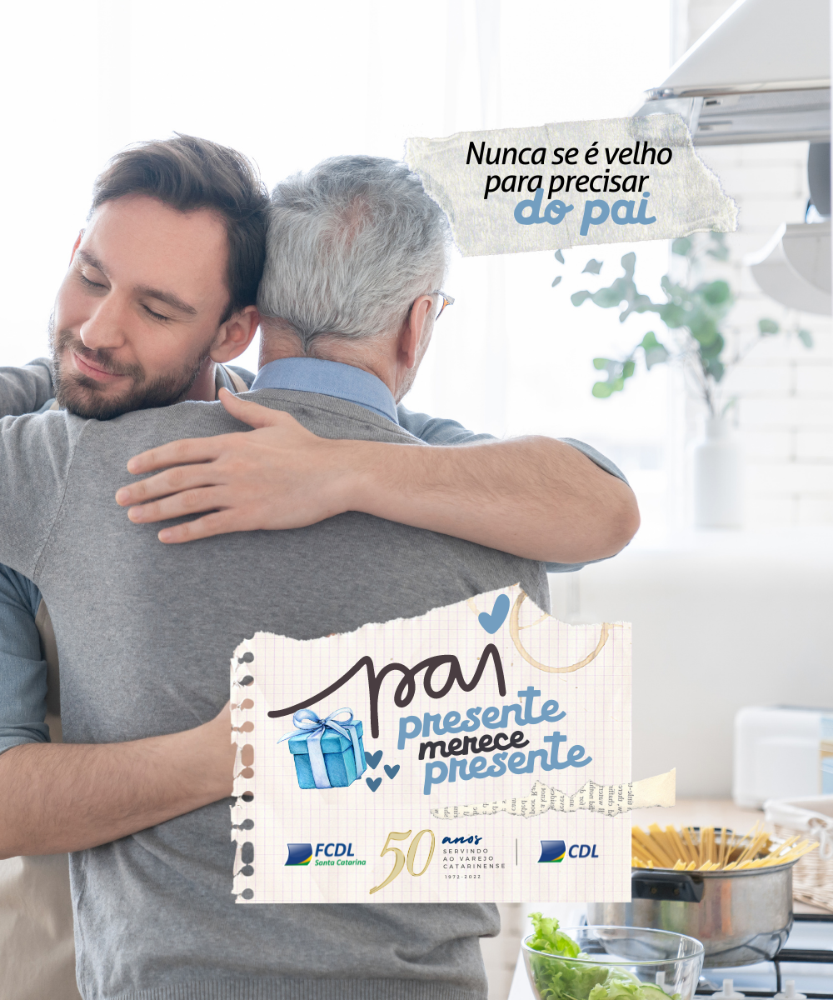 Nunca se é velho
para precisar
do pai
pai
presente
merece
presente
FCDL
Santa Catarina
50 anos
SERVINDO
AO VAREJO
CATARINENSE
1972-2022
CDL